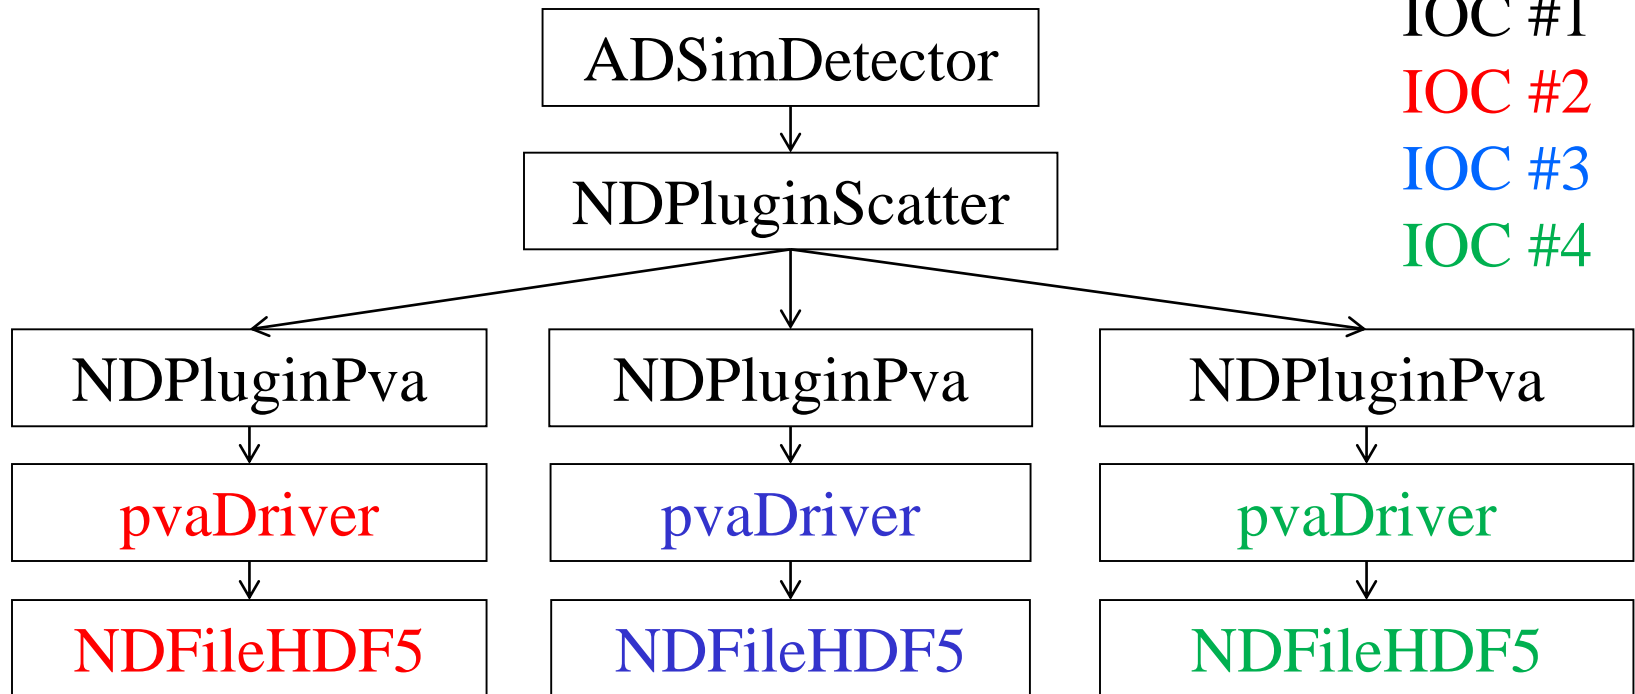 IOC #1
ADSimDetector
IOC #2
IOC #3
NDPluginScatter
IOC #4
NDPluginPva NDPluginPva NDPluginPva
pvaDriver pvaDriver pvaDriver
NDFileHDF5 NDFileHDF5 NDFileHDF5